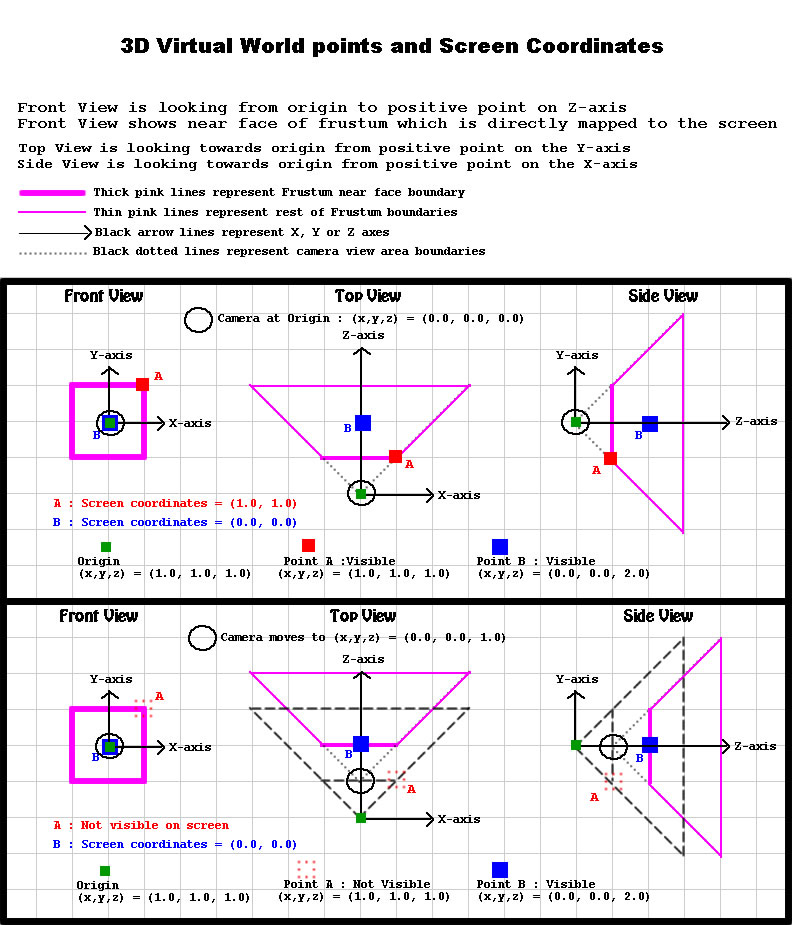 3D Virtual World points and Screen Coordinates
Front View is looking from origin to positive point on Z-axis
Front View shows near face of frustum which is directly mapped to the screen
Top View is looking towards origin from positive point on the Y-axis
Side View is looking towards origin from positive point on the X-axis
Thick pink lines represent Frustum near face boundary
Thin pink lines represent rest of Frustum boundaries
Black arrow lines represent X, Y or Z axes
Black dotted lines represent camera view area boundaries
Front View
Top View
Side View
Camera at Origin : (x,y,z) = (0.0, 0.0, 0.0)
Z-axis
Y-axis
Y-axis
A
X-axis
B
B
A
X-axis
Z-axis
B
A
A : Screen coordinates = (1.0, 1.0)
B : Screen coordinates = (0.0, 0.0)
Origin
(x,y,z) = (1.0, 1.0, 1.0)
Point A :Visible
(x,y,z) = (1.0, 1.0, 1.0)
Point B : Visible
(x,y,z) = (0.0, 0.0, 2.0)
Front View
Top View
Side View
Camera moves to (x,y,z) = (0.0, 0.0, 1.0)
Z-axis
Y-axis
Y-axis
A
X-axis
B
B
A
X-axis
Z-axis
B
A
A : Not visible on screen
B : Screen coordinates = (0.0, 0.0)
Origin
(x,y,z) = (1.0, 1.0, 1.0)
Point A : Not Visible
(x,y,z) = (1.0, 1.0, 1.0)
Point B : Visible
(x,y,z) = (0.0, 0.0, 2.0)